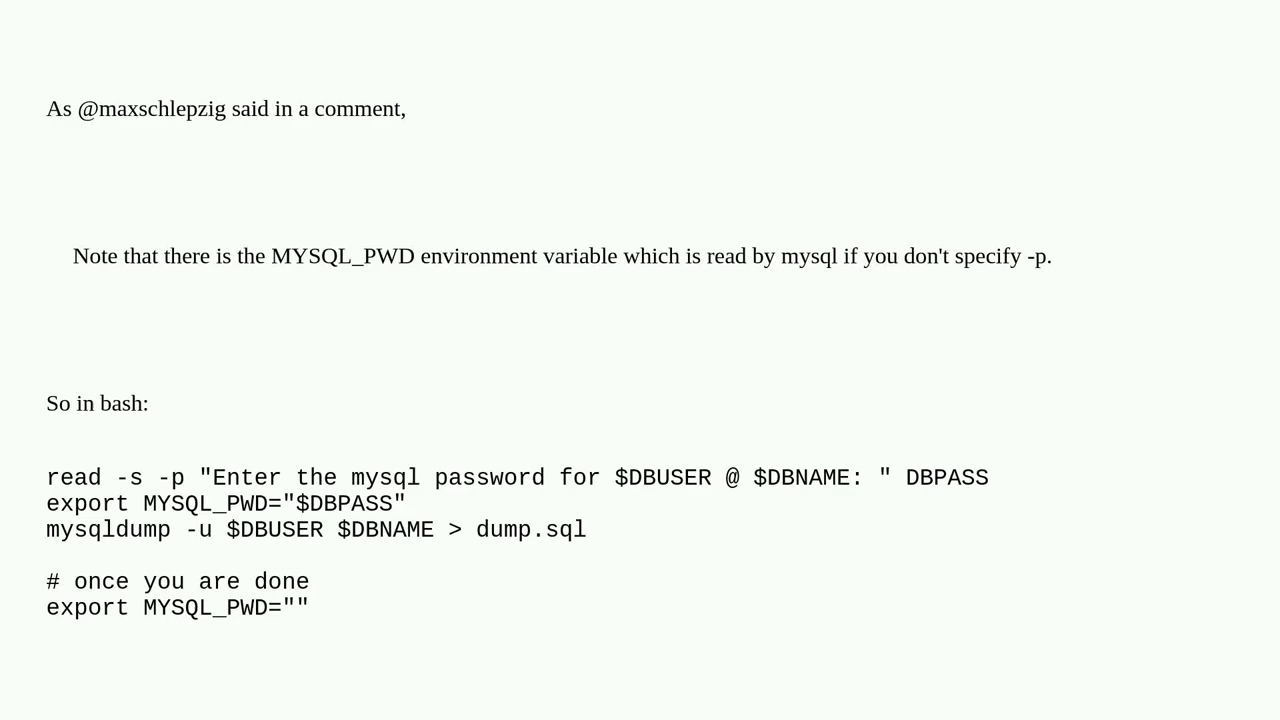 As @maxschlepzig said in a comment,
Note that there is the MYSQL_PWD environment variable which is read by mysql if you don't specify -p.
So in bash:
read -s -p "Enter the mysql password for $DBUSER @ $DBNAME: " DBPASS
export MYSQL_PWD="$DBPASS"
mysqldump -u $DBUSER $DBNAME > dump.sql
# once you are done
export MYSQL_PWD=""